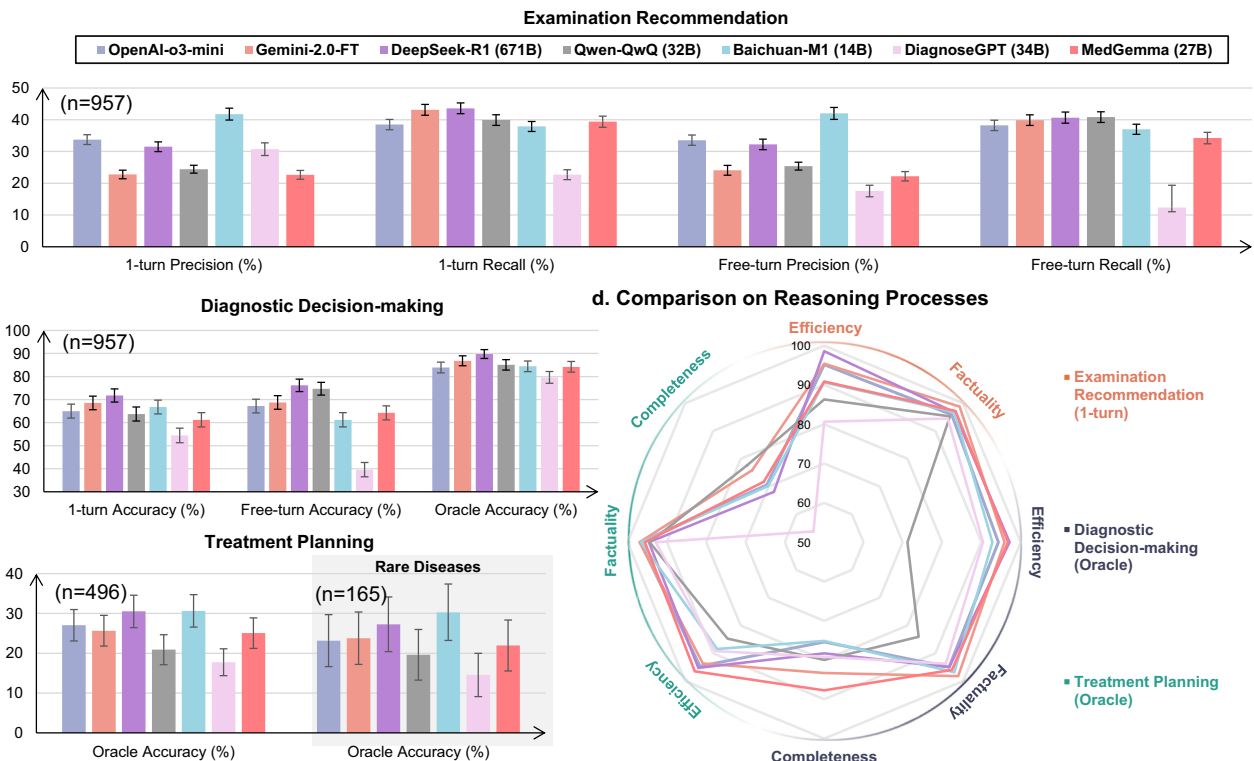 Examination Recommendation
OpenAI-o3-mini Gemini-2.0-FT DeepSeek-R1 (671B) Qwen-QwQ (32B) Baichuan-M1 (14B) DiagnoseGPT (34B) MedGemma (27B)
50
40
30
20
10
0
(n=957)
1-turn Precision (%)
1-turn Recall (%)
Free-turn Precision (%)
Free-turn Recall (%)
Diagnostic Decision-making
100
90
80
70
60
50
40
30
(n=957)
1-turn Accuracy (%)
Free-turn Accuracy (%)
Oracle Accuracy (%)
Treatment Planning
40
30
20
10
0
(n=496)
Oracle Accuracy (%)
Rare Diseases
(n=165)
Oracle Accuracy (%)
d. Comparison on Reasoning Processes
Efficiency
Factuality
Efficiency
Factuality
Completeness
Efficiency
Factuality
Completeness
100
90
80
70
60
50
Examination
Recommendation
(1-turn)
Diagnostic
Decision-making
(Oracle)
Treatment Planning
(Oracle)